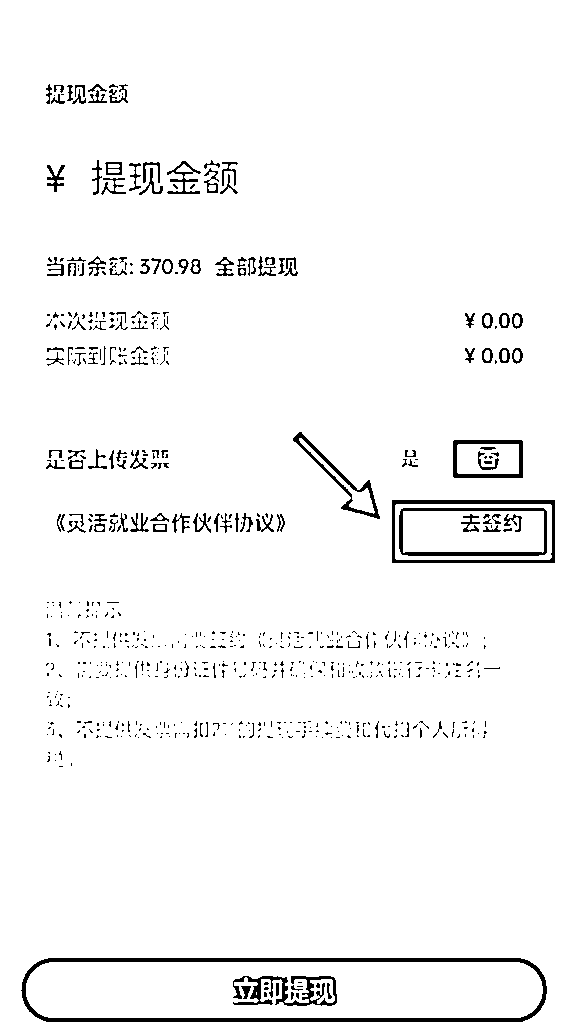 提现金额
¥ 提现金额
当前余额: 370.98 全部提现
本次提现金额 ¥ 0.00
实际到账金额 ¥ 0.00
是否上传发票 是 否
《灵活就业合作伙伴协议》 去签约
温馨提示
1、不提供发票需要签约《灵活就业合作伙伴协议》;
2、需要提供身份证件号码并确保和收款银行卡姓名一
致;
3、不提供发票需扣7%的提现手续费和代扣个人所得
税。
立即提现